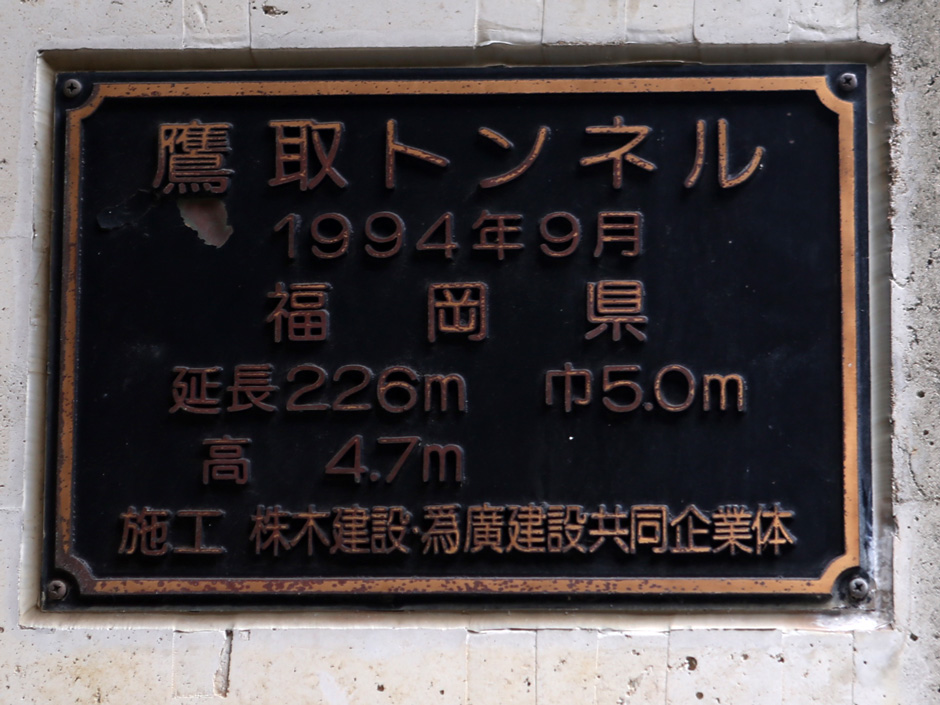 鷹取トンネル
1994年9月
福岡県
延長226m 巾5.0m
高 4.7m
施工 株木建設・為廣建設共同企業体